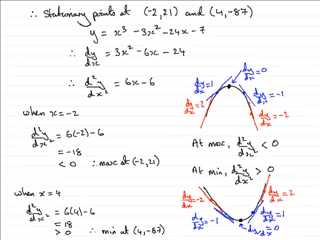 ∴ Stationary points at (-2,21) and (4,-87)
y = x³ - 3x² - 24x - 7
∴ dy/dx = 3x² - 6x - 24
∴ d²y/dx² = 6x - 6
when x = -2
d²y/dx² = 6(-2) - 6
= -18
< 0 ∴ max at (-2,21)
when x = 4
d²y/dx² = 6(4) - 6
= 18
> 0 ∴ min at (4,-87)
dy/dx = 0
dy/dx = 1
dy/dx = -1
dy/dx = 2
dy/dx = -2
At max, d²y/dx² < 0
At min, d²y/dx² > 0
dy/dx = -2
dy/dx = 2
dy/dx = -1
dy/dx = 1
dy/dx = 0